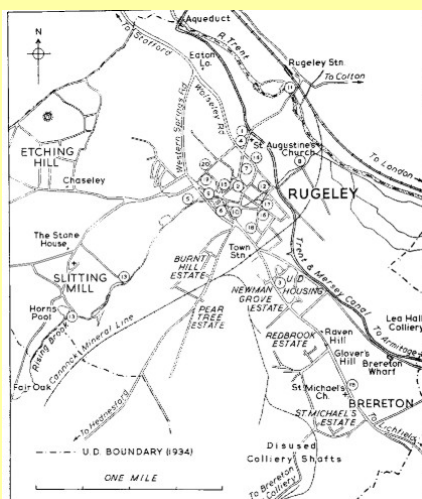 N
To Stafford
Aqueduct
R. Trent
Eaton
Lo.
Rugeley Stn.
To Colton
Western Springs Rd
Wolseley Rd
ETCHING
HILL
Chaseley
St Augustine's
Church
To London
RUGELEY
The Stone
House
SLITTING
MILL
Horns
Pool
Rising Brook
Fair Oak
Cannock Mineral Line
BURNT
HILL
ESTATE
PEAR
TREE
ESTATE
Town
Stn.
Trent & Mersey Canal
U.D.
HOUSING
NEWMAN
GROVE
ESTATE
REDBROOK
ESTATE
Raven
Hill
Glover's
Hill
Lea Hall
Colliery
To Armitage
Brereton
Wharf
St Michael's
Ch.
BRERETON
ST MICHAEL'S
ESTATE
To Lichfield
To Hednesford
Disused
Colliery Shafts
To Brereton
Colliery
U.D. BOUNDARY (1934)
ONE MILE